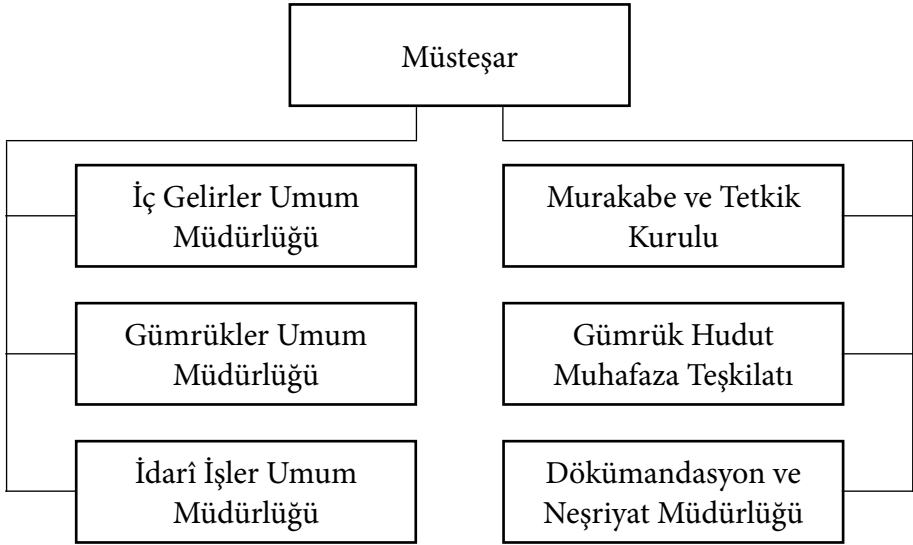 Müsteşar
İç Gelirler Umum
Müdürlüğü
Murakabe ve Tetkik
Kurulu
Gümrükler Umum
Müdürlüğü
Gümrük Hudut
Muhafaza Teşkilatı
İdarî İşler Umum
Müdürlüğü
Dökümandasyon ve
Neşriyat Müdürlüğü